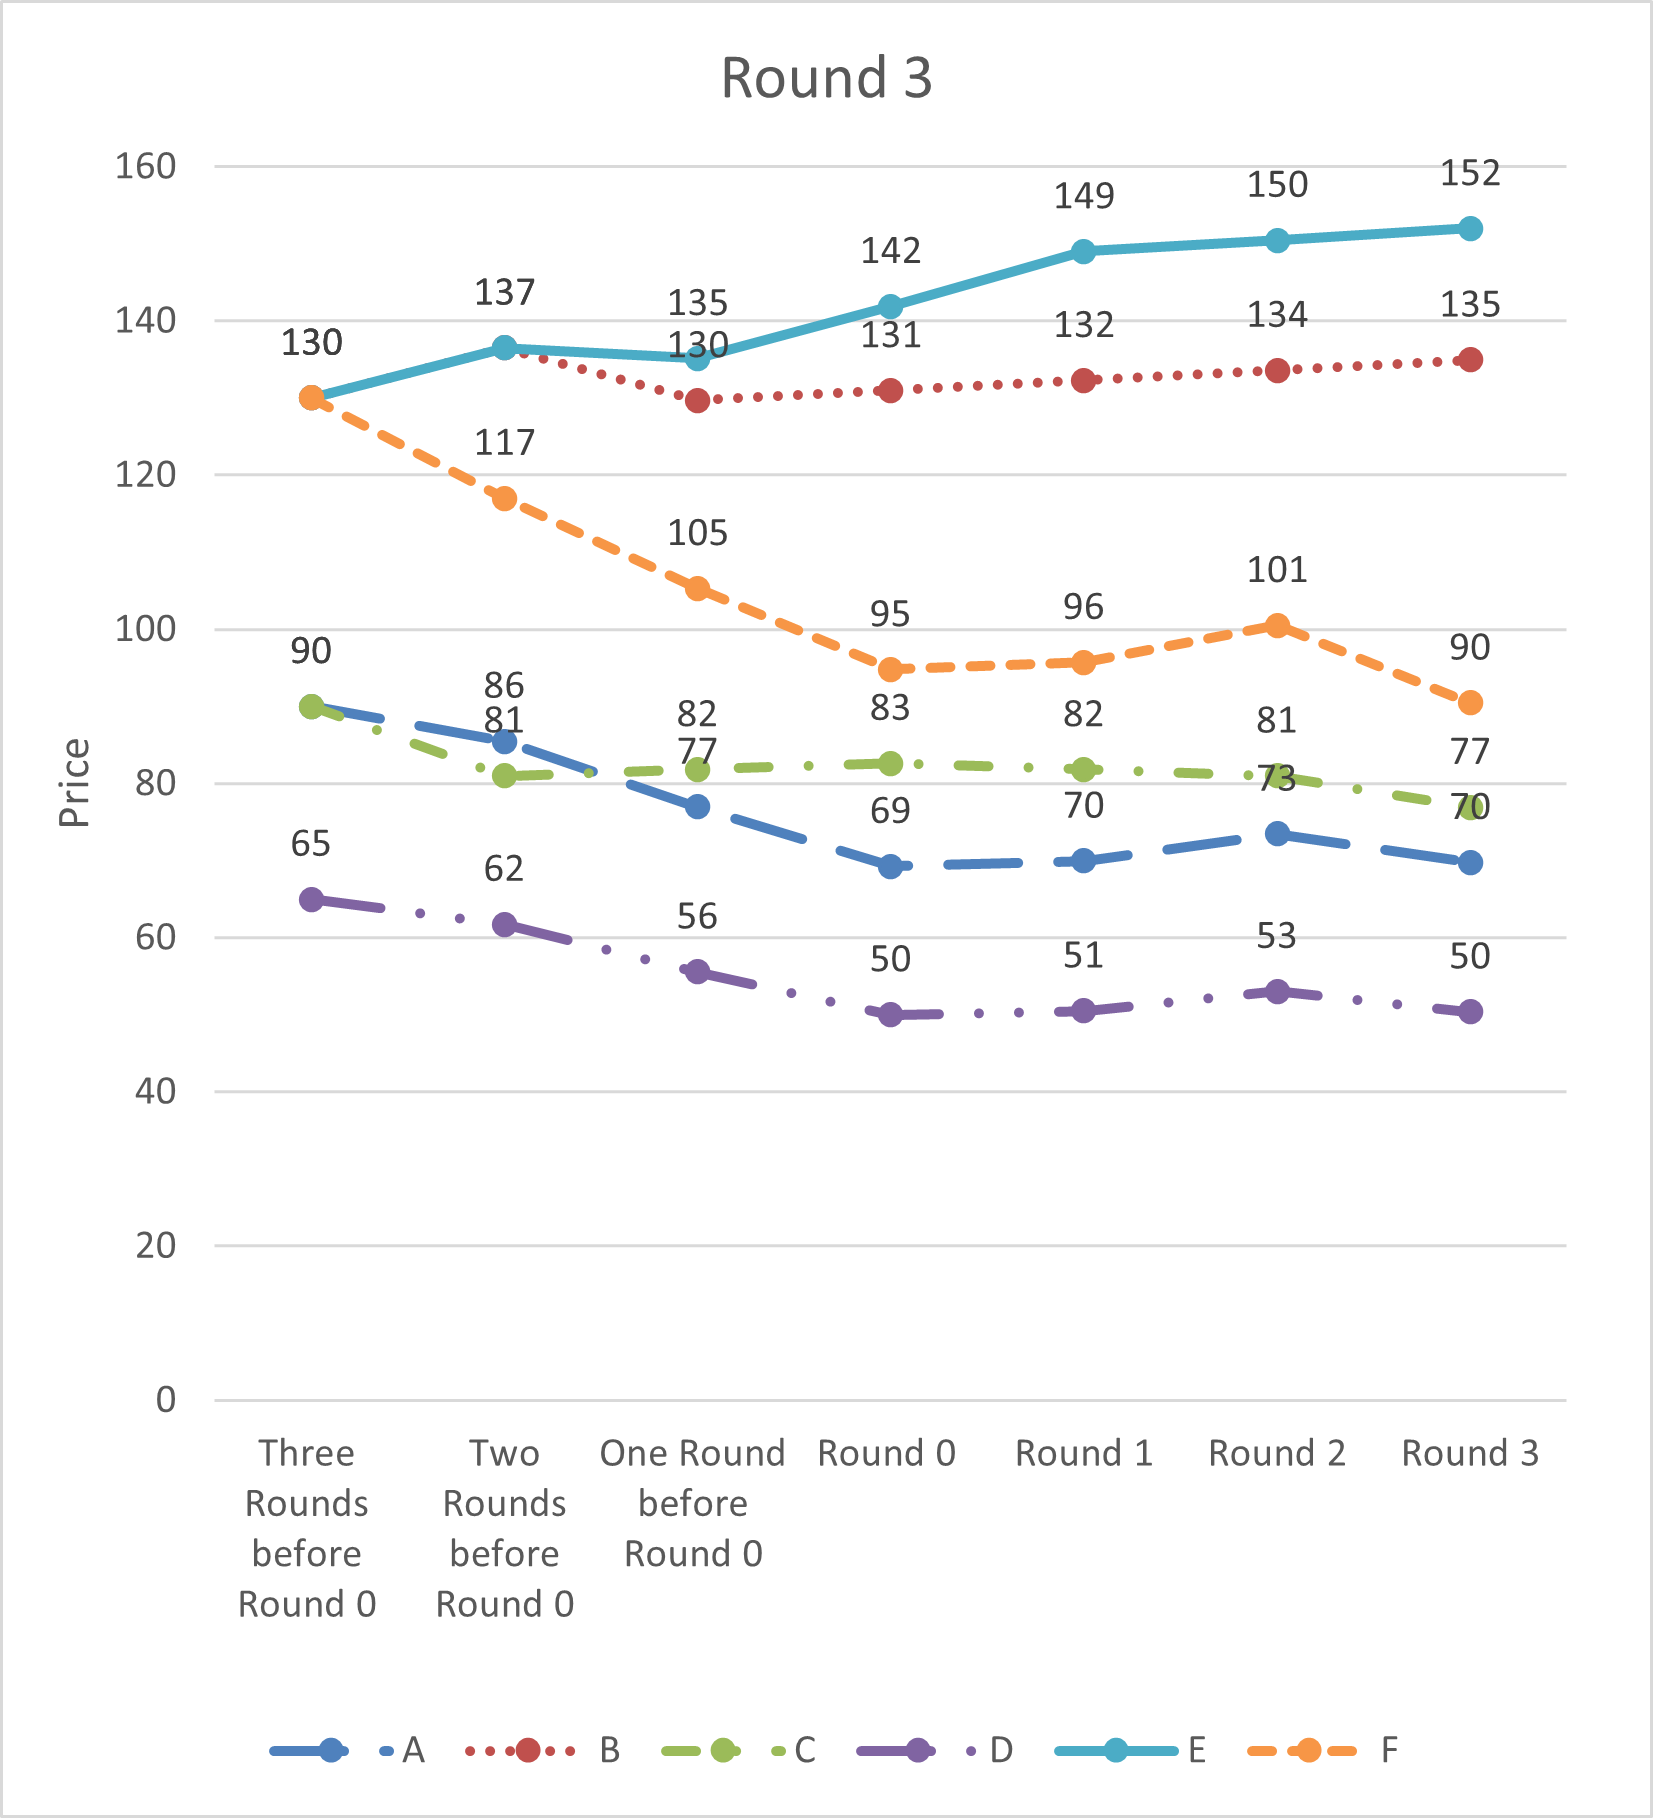 Round 3
160
140
120
100
80
60
40
20
0
Price
130 137 135 142 149 150 152
130 131 132 134 135
117 105 95 96 101 90
90 86 77 69 70 73 70
81 82 83 82 81 77
65 62 56 50 51 53 50
Three
Rounds
before
Round 0
Two
Rounds
before
Round 0
One Round
before
Round 0
Round 0
Round 1
Round 2
Round 3
A B C D E F